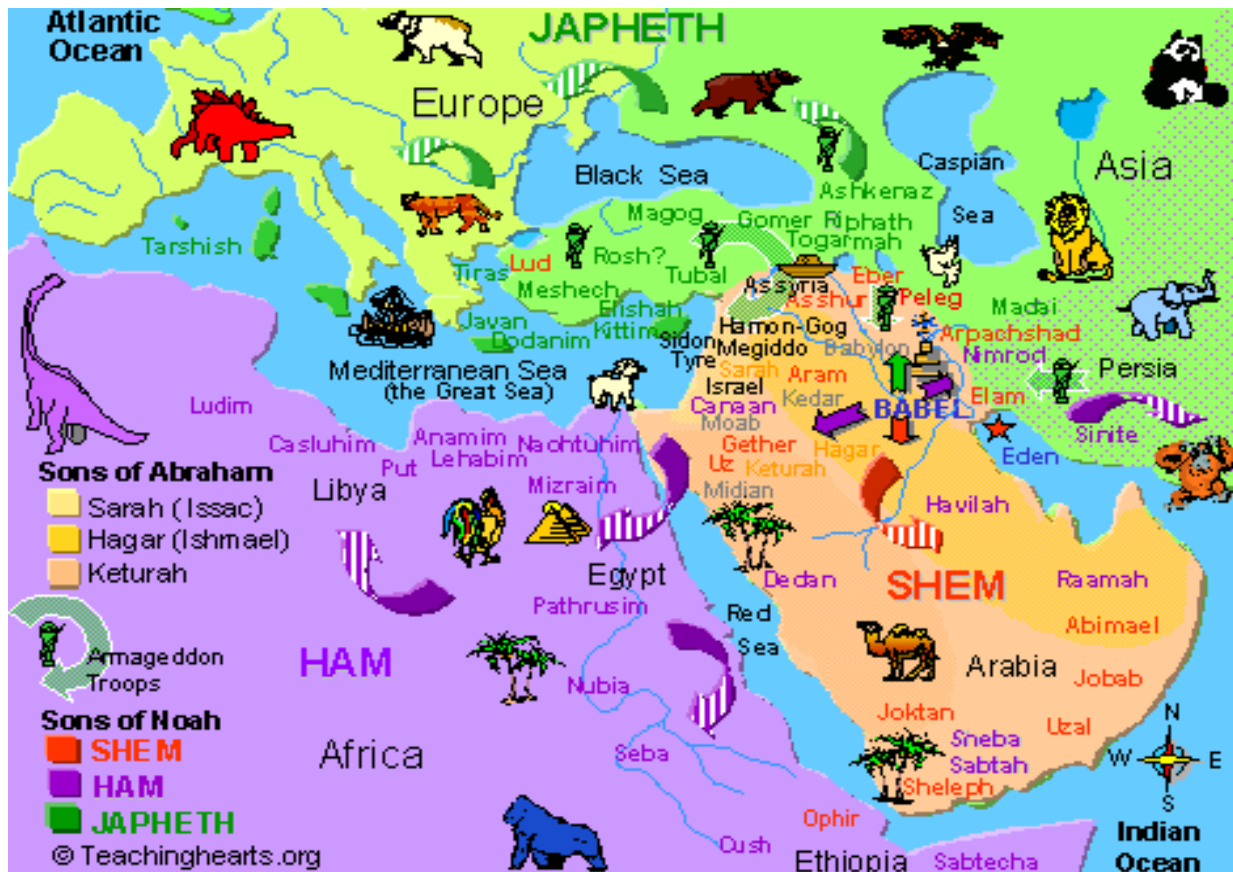 Atlantic
Ocean
JAPHETH
Europe
Black Sea
Caspian
Sea
Asia
Ashkenaz
Magog
Gomer Riphath
Togarmah
Tarshish
Tiras
Lud
Rosh?
Tubal
Meshech
Assyria
Asshur
Eber
Peleg
Madai
Elishah
Kittim
Javan
Dodanim
Sidon
Tyre
Hamon-Gog
Megiddo
Babylon
Arpachshad
Nimrod
Persia
Mediterranean Sea
(the Great Sea)
Sarah
Israel
Aram
Kedar
BABEL
Elam
Canaan
Moab
Sinite
Ludim
Casluhim
Anamim
Lehabim
Naohtuhim
Put
Gether
Uz
Keturah
Hagar
Eden
Midian
Mizraim
Libya
Havilah
Sons of Abraham
Sarah (Issac)
Hagar (Ishmael)
Keturah
Egypt
Dedan
SHEM
Raamah
Pathrusim
Red
Sea
Abimael
Armageddon
Troops
HAM
Arabia
Nubia
Jobab
Joktan
Uzal
Sneba
Sabtah
Sheleph
Sons of Noah
SHEM
HAM
JAPHETH
Africa
Seba
N
W
E
S
Ophir
Cush
Ethiopia
Sabtecha
Indian
Ocean
© Teachinghearts.org